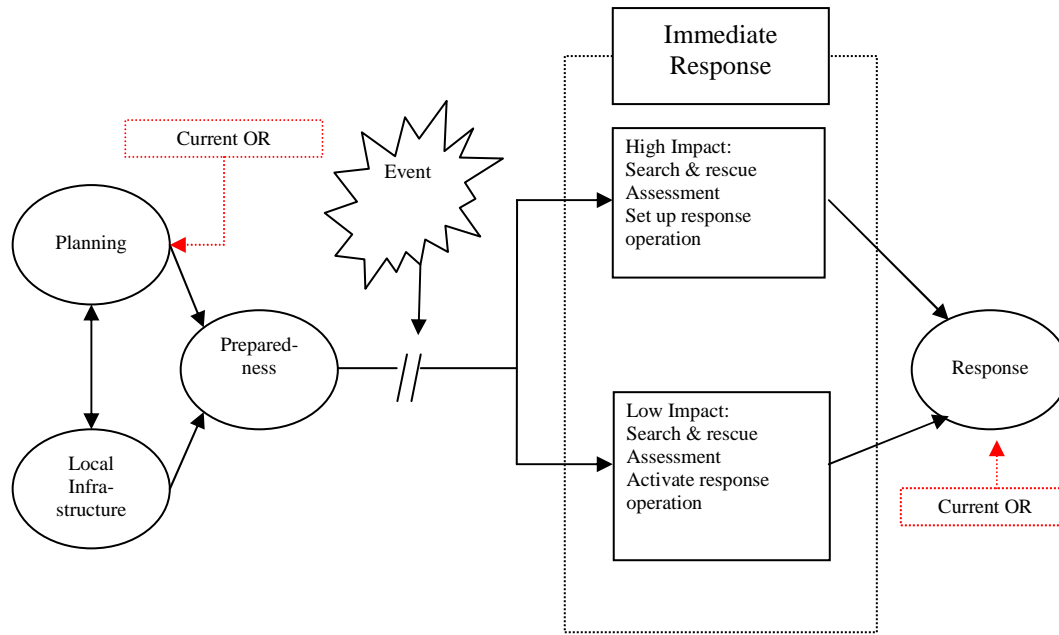 Immediate
Response
Current OR
Event
High Impact:
Search & rescue
Assessment
Set up response
operation
Planning
Prepared-
ness
Response
Low Impact:
Search & rescue
Assessment
Activate response
operation
Local
Infra-
structure
Current OR